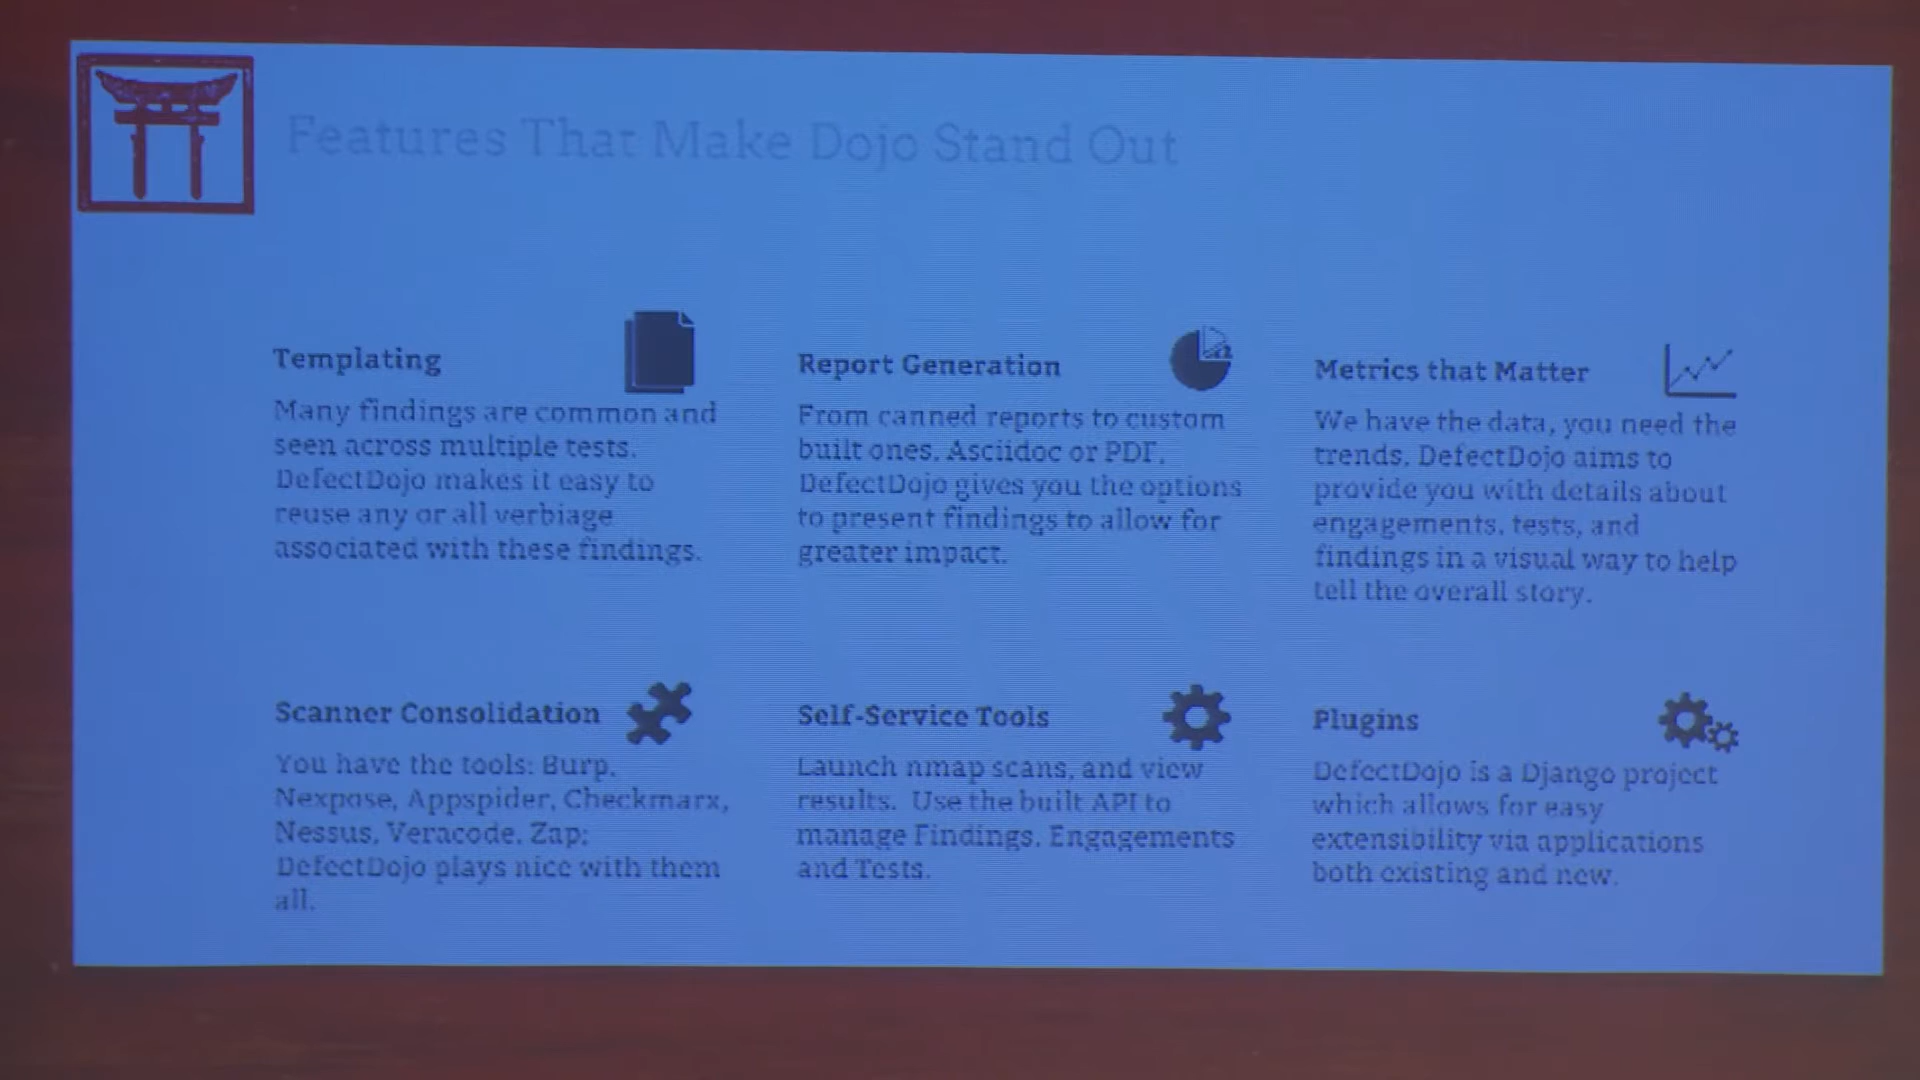 Features That Make Dojo Stand Out
Templating
Many findings are common and
seen across multiple tests.
DefectDojo makes it easy to
reuse any or all verbiage
associated with these findings.
Report Generation
From canned reports to custom
built ones, Asciidoc or PDF,
DefectDojo gives you the options
to present findings to allow for
greater impact.
Metrics that Matter
We have the data, you need the
trends. DefectDojo aims to
provide you with details about
engagements, tests, and
findings in a visual way to help
tell the overall story.
Scanner Consolidation
You have the tools: Burp,
Nexpose, Appspider, Checkmarx,
Nessus, Veracode, Zap;
DefectDojo plays nice with them
all.
Self-Service Tools
Launch nmap scans, and view
results. Use the built API to
manage Findings, Engagements
and Tests.
Plugins
DefectDojo is a Django project
which allows for easy
extensibility via applications
both existing and new.